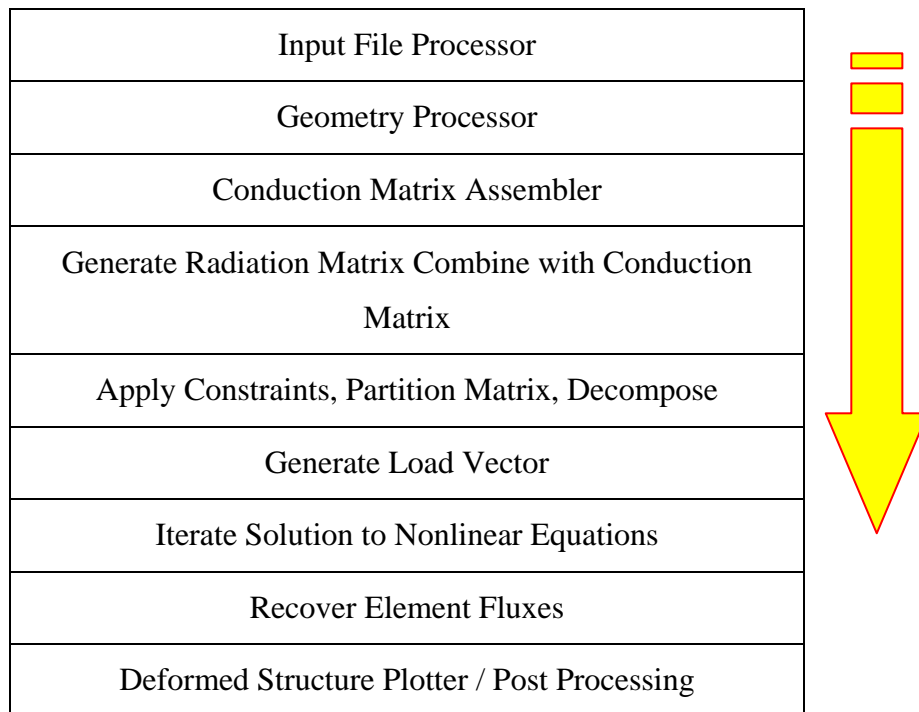 Input File Processor
Geometry Processor
Conduction Matrix Assembler
Generate Radiation Matrix Combine with Conduction
Matrix
Apply Constraints, Partition Matrix, Decompose
Generate Load Vector
Iterate Solution to Nonlinear Equations
Recover Element Fluxes
Deformed Structure Plotter / Post Processing